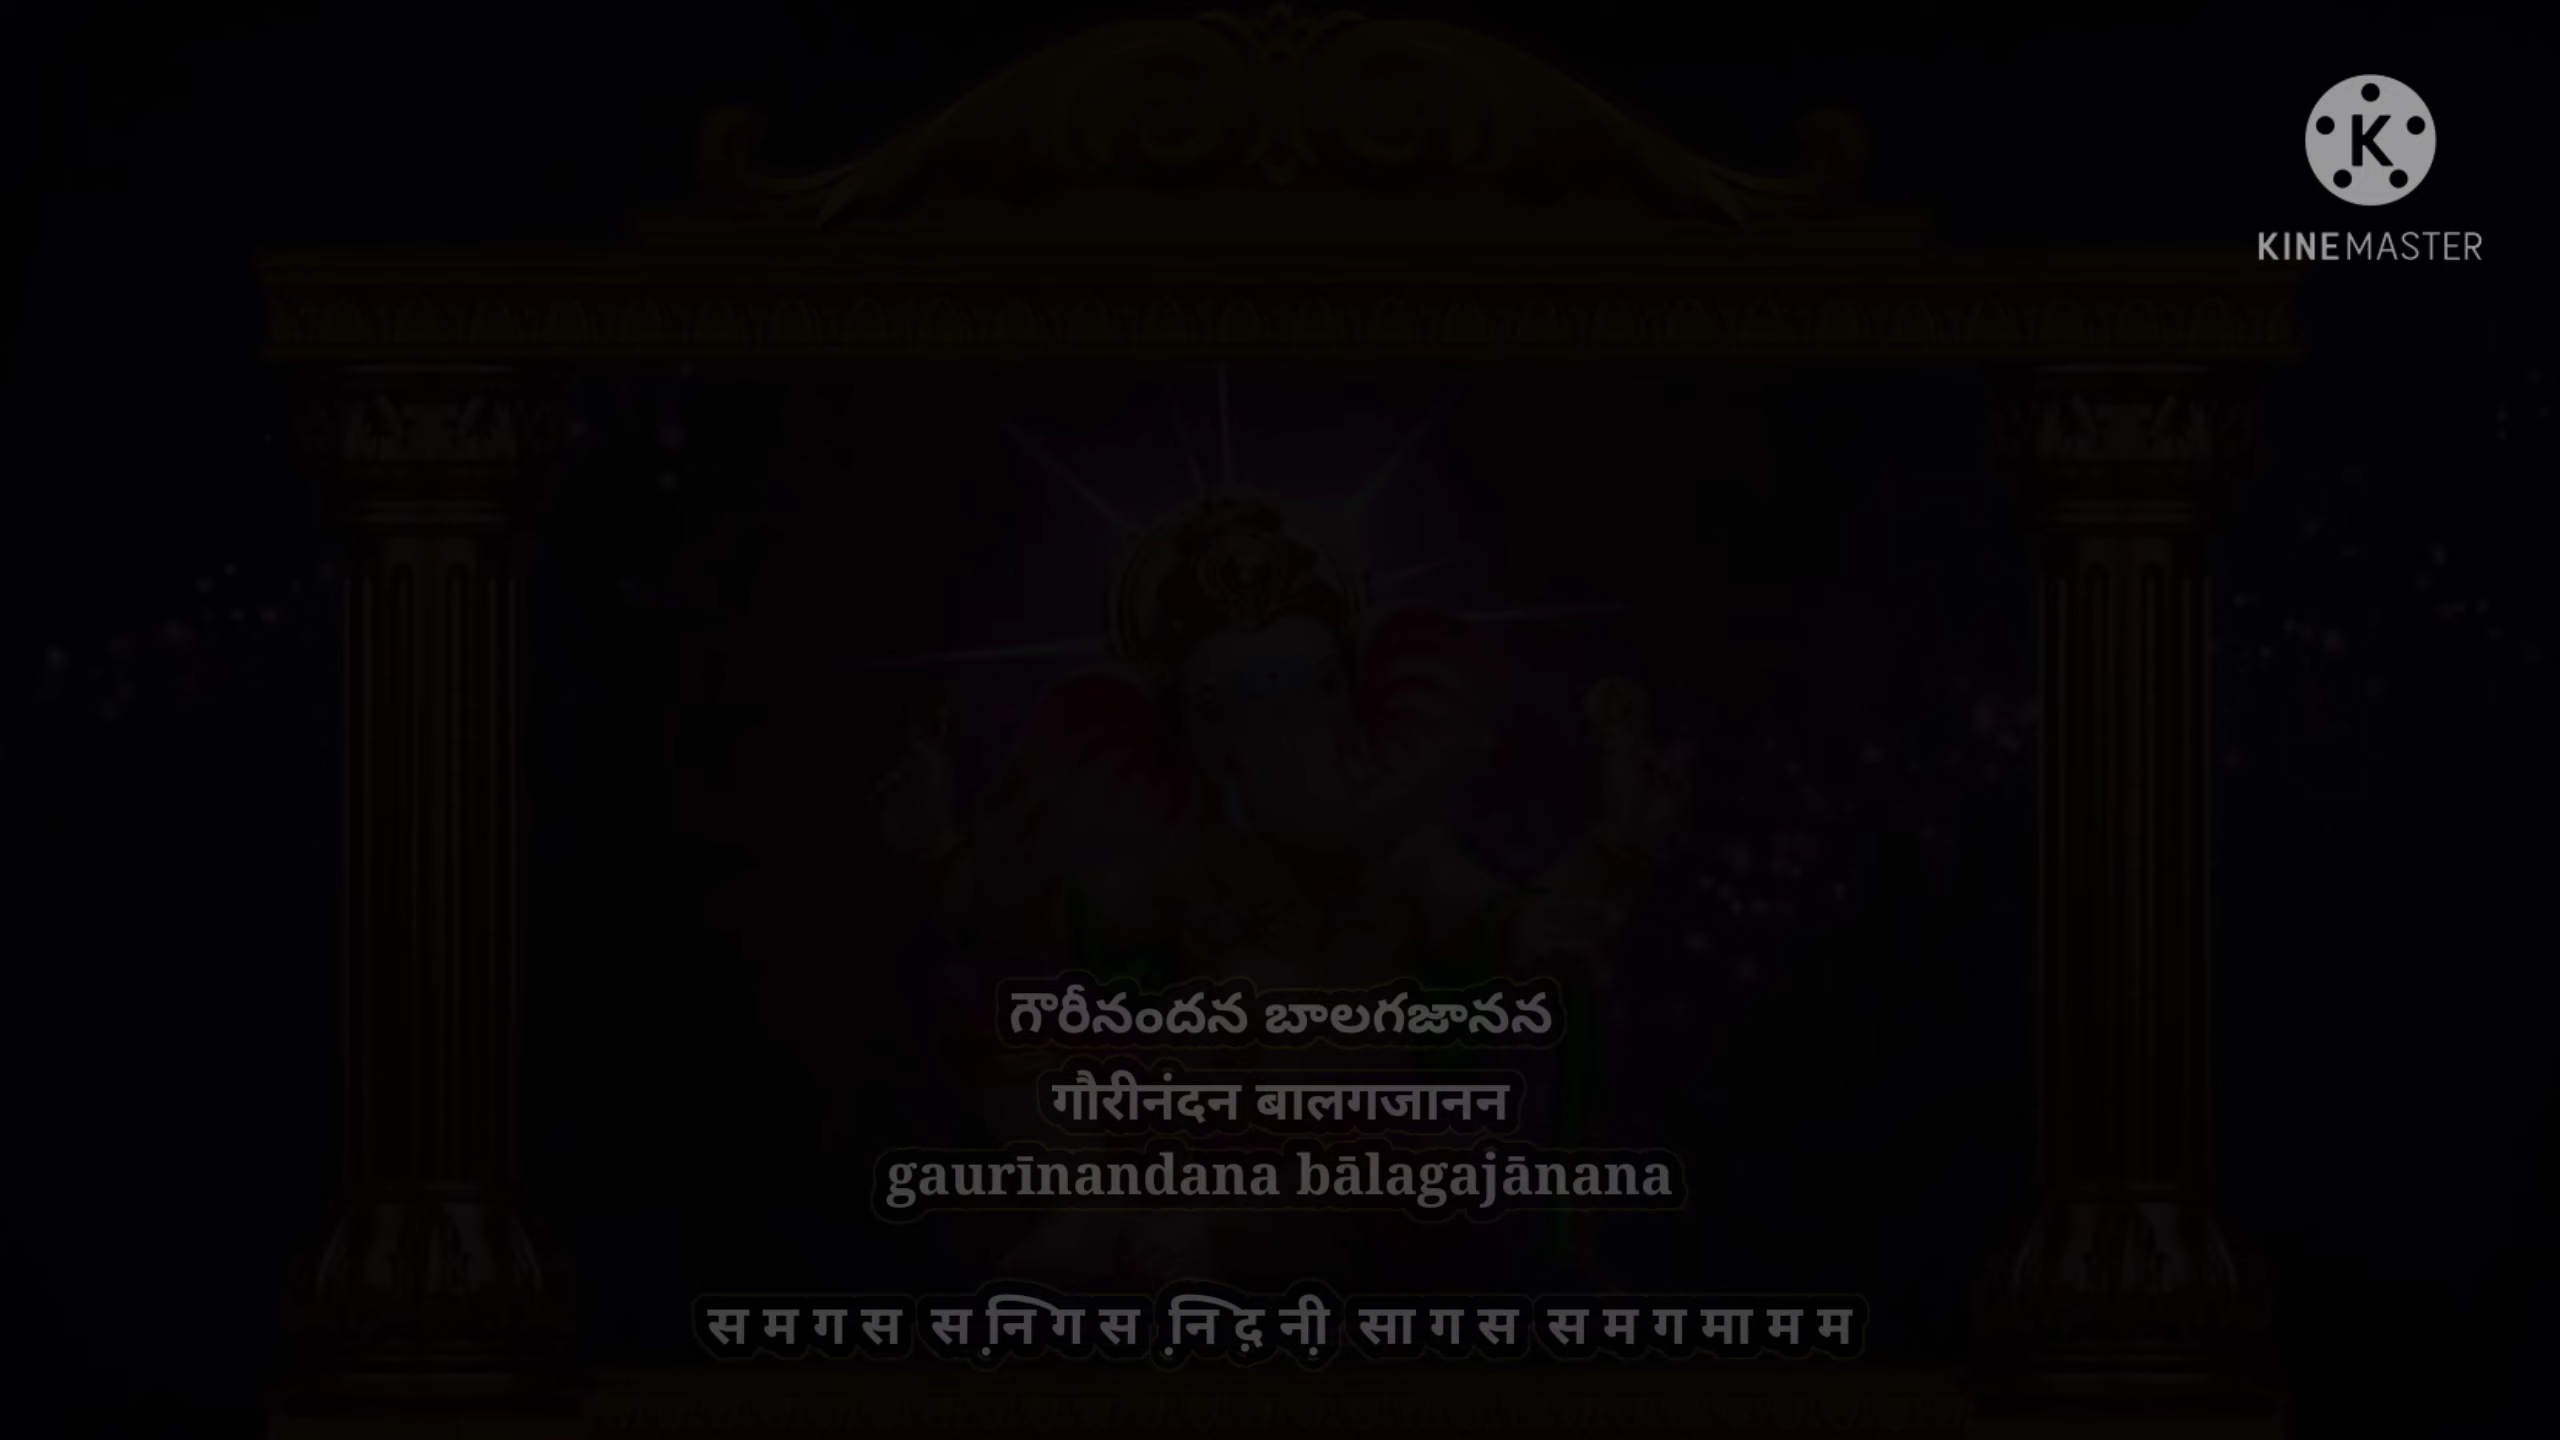 K
KINEMASTER
గౌరీనందన బాలగజానన
गौरीनंदन बालगजानन
gaurīnandana bālagajānana
स म ग स स ऩि ग स ऩि द़ ऩी सा ग स स म ग मा म म